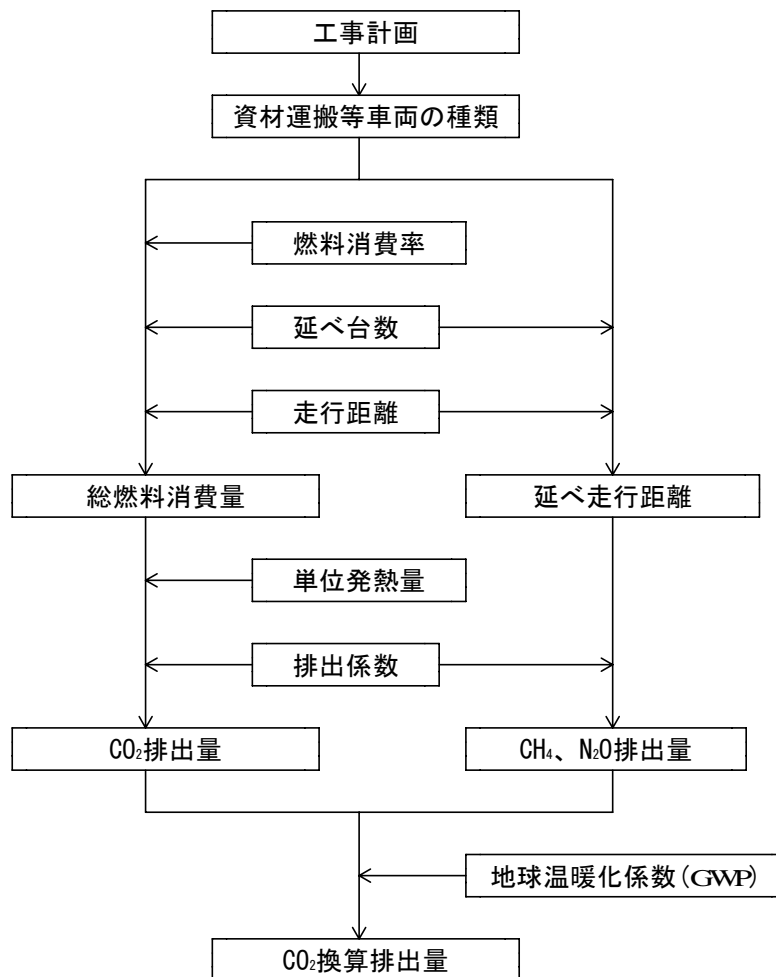 工事計画
資材運搬等車両の種類
燃料消費率
延べ台数
走行距離
総燃料消費量
延べ走行距離
単位発熱量
排出係数
CO₂排出量
CH₄、N₂O排出量
地球温暖化係数(GWP)
CO₂換算排出量